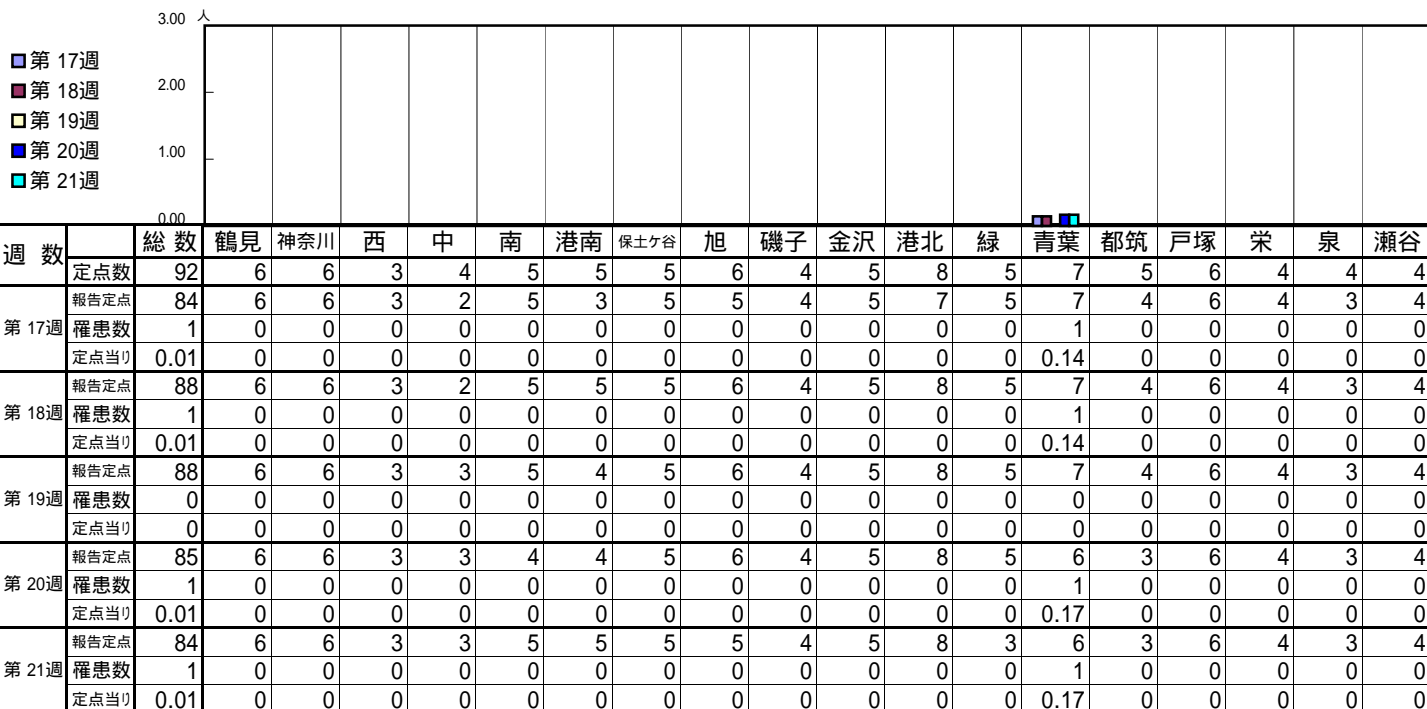 3.00 人
第 17週
第 18週
第 19週
第 20週
第 21週
2.00
1.00
0.00
週 数 総 数 鶴見 神奈川 西 中 南 港南 保土ケ谷 旭 磯子 金沢 港北 緑 青葉 都筑 戸塚 栄 泉 瀬谷
定点数 92 6 6 3 4 5 5 5 6 4 5 8 5 7 5 6 4 4 4
第 17週 報告定点 84 6 6 3 2 5 3 5 5 4 5 7 5 7 4 6 4 3 4
罹患数 1 0 0 0 0 0 0 0 0 0 0 0 0 1 0 0 0 0 0
定点当り 0.01 0 0 0 0 0 0 0 0 0 0 0 0 0.14 0 0 0 0 0
第 18週 報告定点 88 6 6 3 2 5 5 5 6 4 5 8 5 7 4 6 4 3 4
罹患数 1 0 0 0 0 0 0 0 0 0 0 0 0 1 0 0 0 0 0
定点当り 0.01 0 0 0 0 0 0 0 0 0 0 0 0 0.14 0 0 0 0 0
第 19週 報告定点 88 6 6 3 3 5 4 5 6 4 5 8 5 7 4 6 4 3 4
罹患数 0 0 0 0 0 0 0 0 0 0 0 0 0 0 0 0 0 0 0
定点当り 0 0 0 0 0 0 0 0 0 0 0 0 0 0 0 0 0 0 0
第 20週 報告定点 85 6 6 3 3 4 4 5 6 4 5 8 5 6 3 6 4 3 4
罹患数 1 0 0 0 0 0 0 0 0 0 0 0 0 1 0 0 0 0 0
定点当り 0.01 0 0 0 0 0 0 0 0 0 0 0 0 0.17 0 0 0 0 0
第 21週 報告定点 84 6 6 3 3 5 5 5 5 4 5 8 3 6 3 6 4 3 4
罹患数 1 0 0 0 0 0 0 0 0 0 0 0 0 1 0 0 0 0 0
定点当り 0.01 0 0 0 0 0 0 0 0 0 0 0 0 0.17 0 0 0 0 0